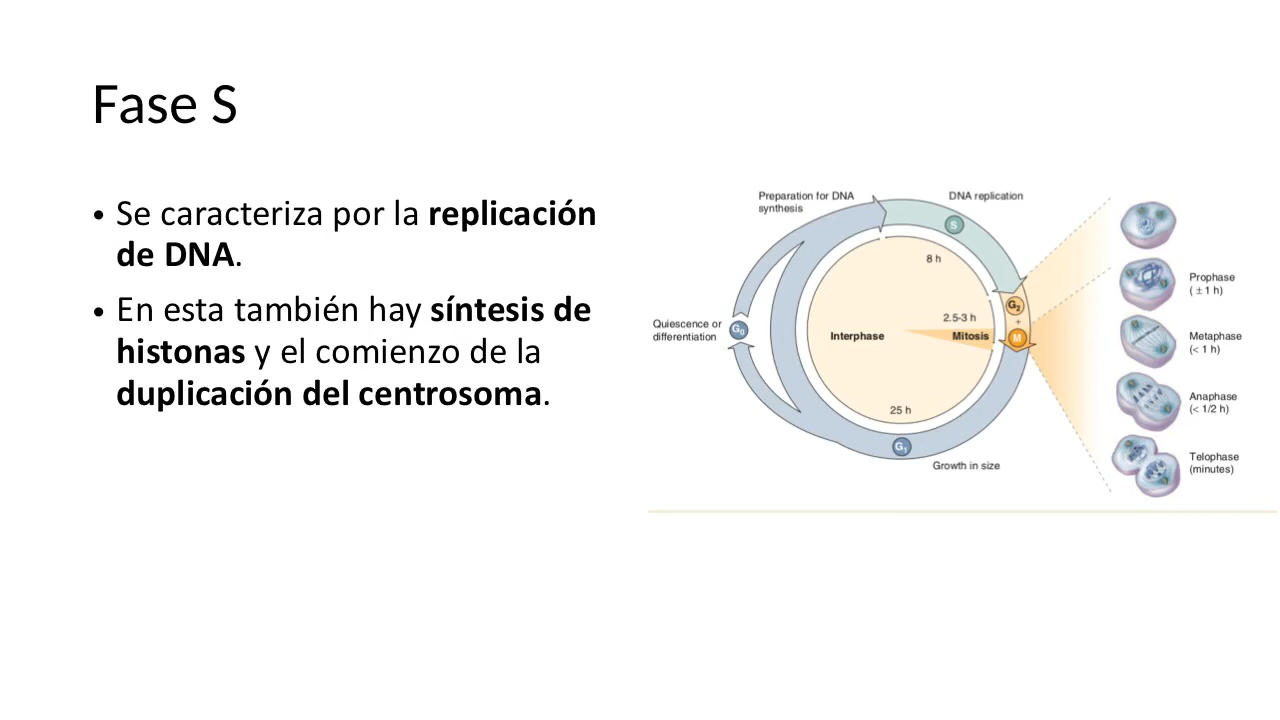 Fase S
• Se caracteriza por la replicación
de DNA.
• En esta también hay síntesis de
histonas y el comienzo de la
duplicación del centrosoma.
Preparation for DNA
synthesis
DNA replication
S
8 h
G₂
+
M
2.5-3 h
Interphase
Mitosis
Quiescence or
differentiation
G₀
25 h
G₁
Growth in size
Prophase
( ± 1 h)
Metaphase
(< 1 h)
Anaphase
(< 1/2 h)
Telophase
(minutes)